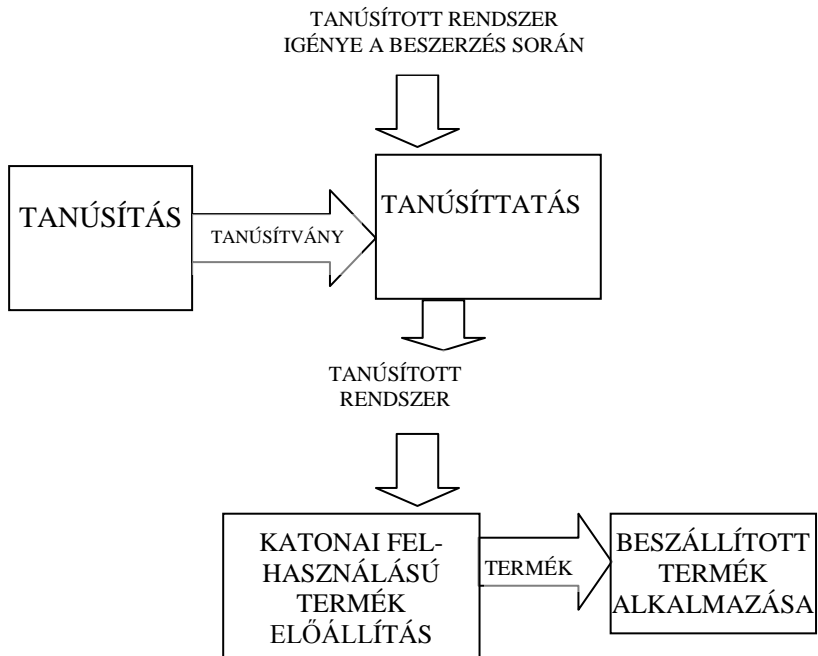 TANÚSÍTOTT RENDSZER
IGÉNYE A BESZERZÉS SORÁN
TANÚSÍTÁS
TANÚSÍTVÁNY
TANÚSÍTTATÁS
TANÚSÍTOTT
RENDSZER
KATONAI FEL-
HASZNÁLÁSÚ
TERMÉK
ELŐÁLLÍTÁS
TERMÉK
BESZÁLLÍTOTT
TERMÉK
ALKALMAZÁSA